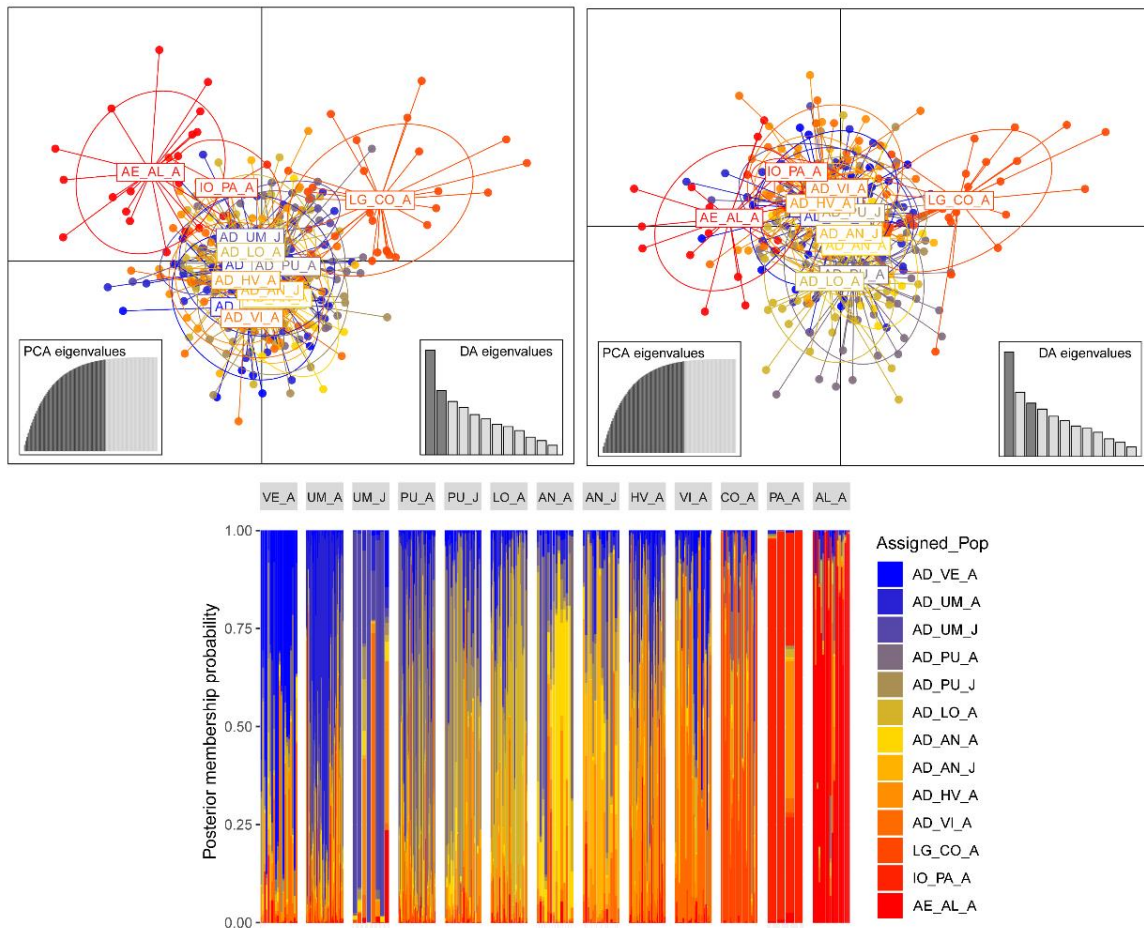 AE_AL_A
IO_PA_A
LG_CO_A
AD_UM_J
AD_LO_A
AD_PU_A
AD_HV_A
AD_AN_J
AD_VI_A
PCA eigenvalues
DA eigenvalues
IO_PA_A
AD_VI_A
LG_CO_A
AD_HV_A
AE_AL_A
PU_J
AD_AN_J
AD_AN_A
AD_PU_A
AD_LO_A
PCA eigenvalues
DA eigenvalues
VE_A UM_A UM_J PU_A PU_J LO_A AN_A AN_J HV_A VI_A CO_A PA_A AL_A
1.00
0.75
0.50
0.25
0.00
Posterior membership probability
Assigned_Pop
AD_VE_A
AD_UM_A
AD_UM_J
AD_PU_A
AD_PU_J
AD_LO_A
AD_AN_A
AD_AN_J
AD_HV_A
AD_VI_A
LG_CO_A
IO_PA_A
AE_AL_A